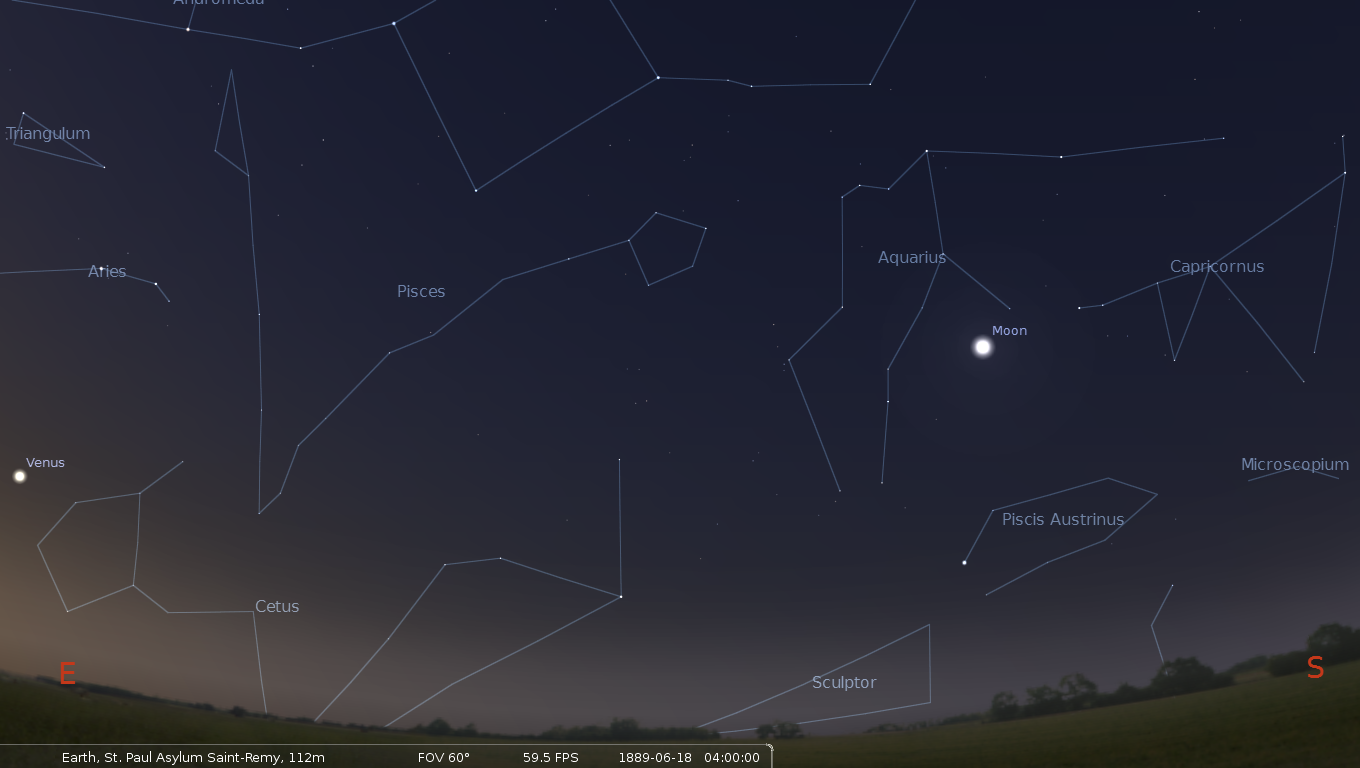 Andromeda
Triangulum
Aries
Pisces
Aquarius
Capricornus
Moon
Venus
Microscopium
Piscis Austrinus
Cetus
Sculptor
E
S
Earth, St. Paul Asylum Saint-Remy, 112m FOV 60° 59.5 FPS 1889-06-18 04:00:00